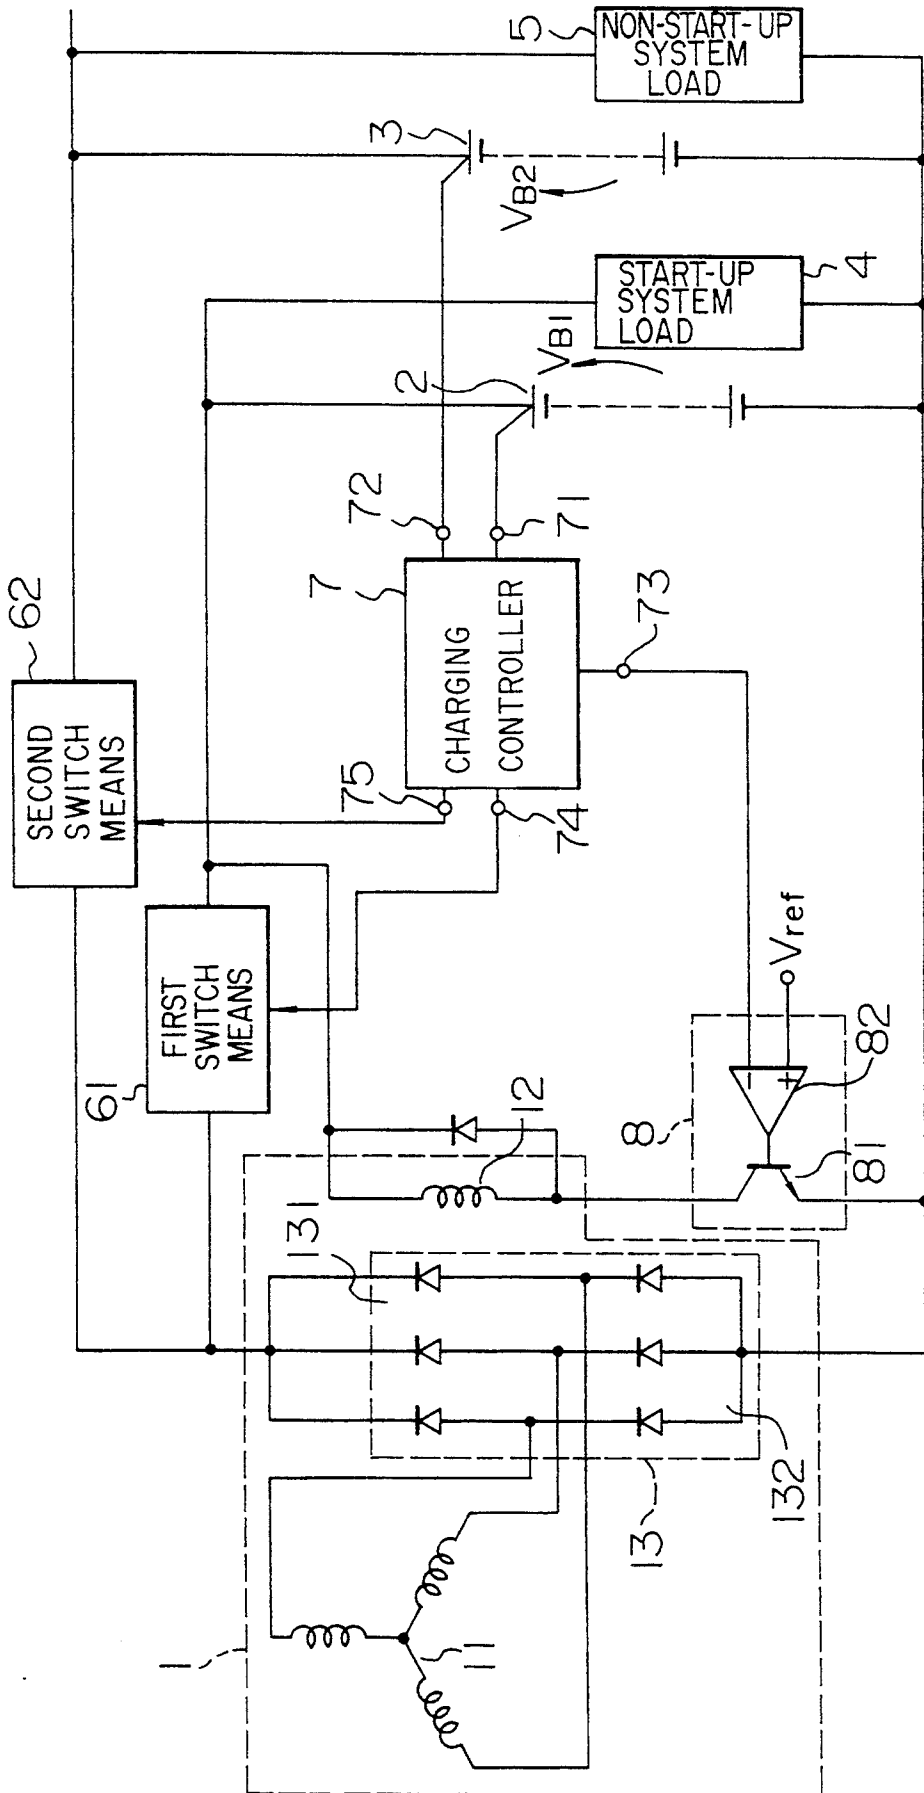 5
NON-START-UP
SYSTEM
LOAD
3
VB2
START-UP
SYSTEM
LOAD
4
VB1
2
72
71
62
7
CHARGING
CONTROLLER
73
SECOND
SWITCH
MEANS
75
74
FIRST
SWITCH
MEANS
61
Vref
−
+
82
8
81
12
131
132
13
11
1